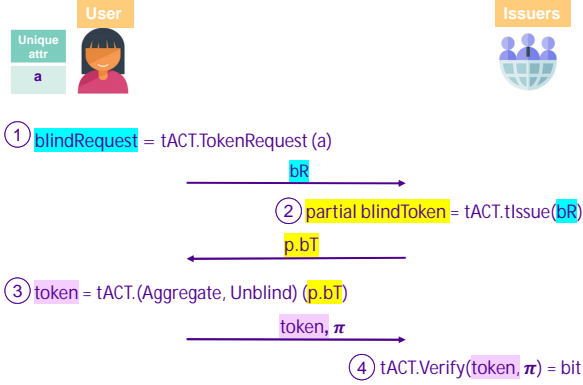 User
Issuers
Unique
attr
a
1 blindRequest = tACT.TokenRequest (a)
bR
2 partial blindToken = tACT.tIssue(bR)
p.bT
3 token = tACT.(Aggregate, Unblind) (p.bT)
token, π
4 tACT.Verify(token, π) = bit